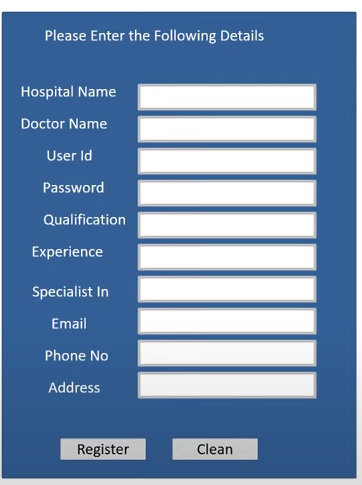 Please Enter the Following Details
Hospital Name
Doctor Name
User Id
Password
Qualification
Experience
Specialist In
Email
Phone No
Address
Register Clean